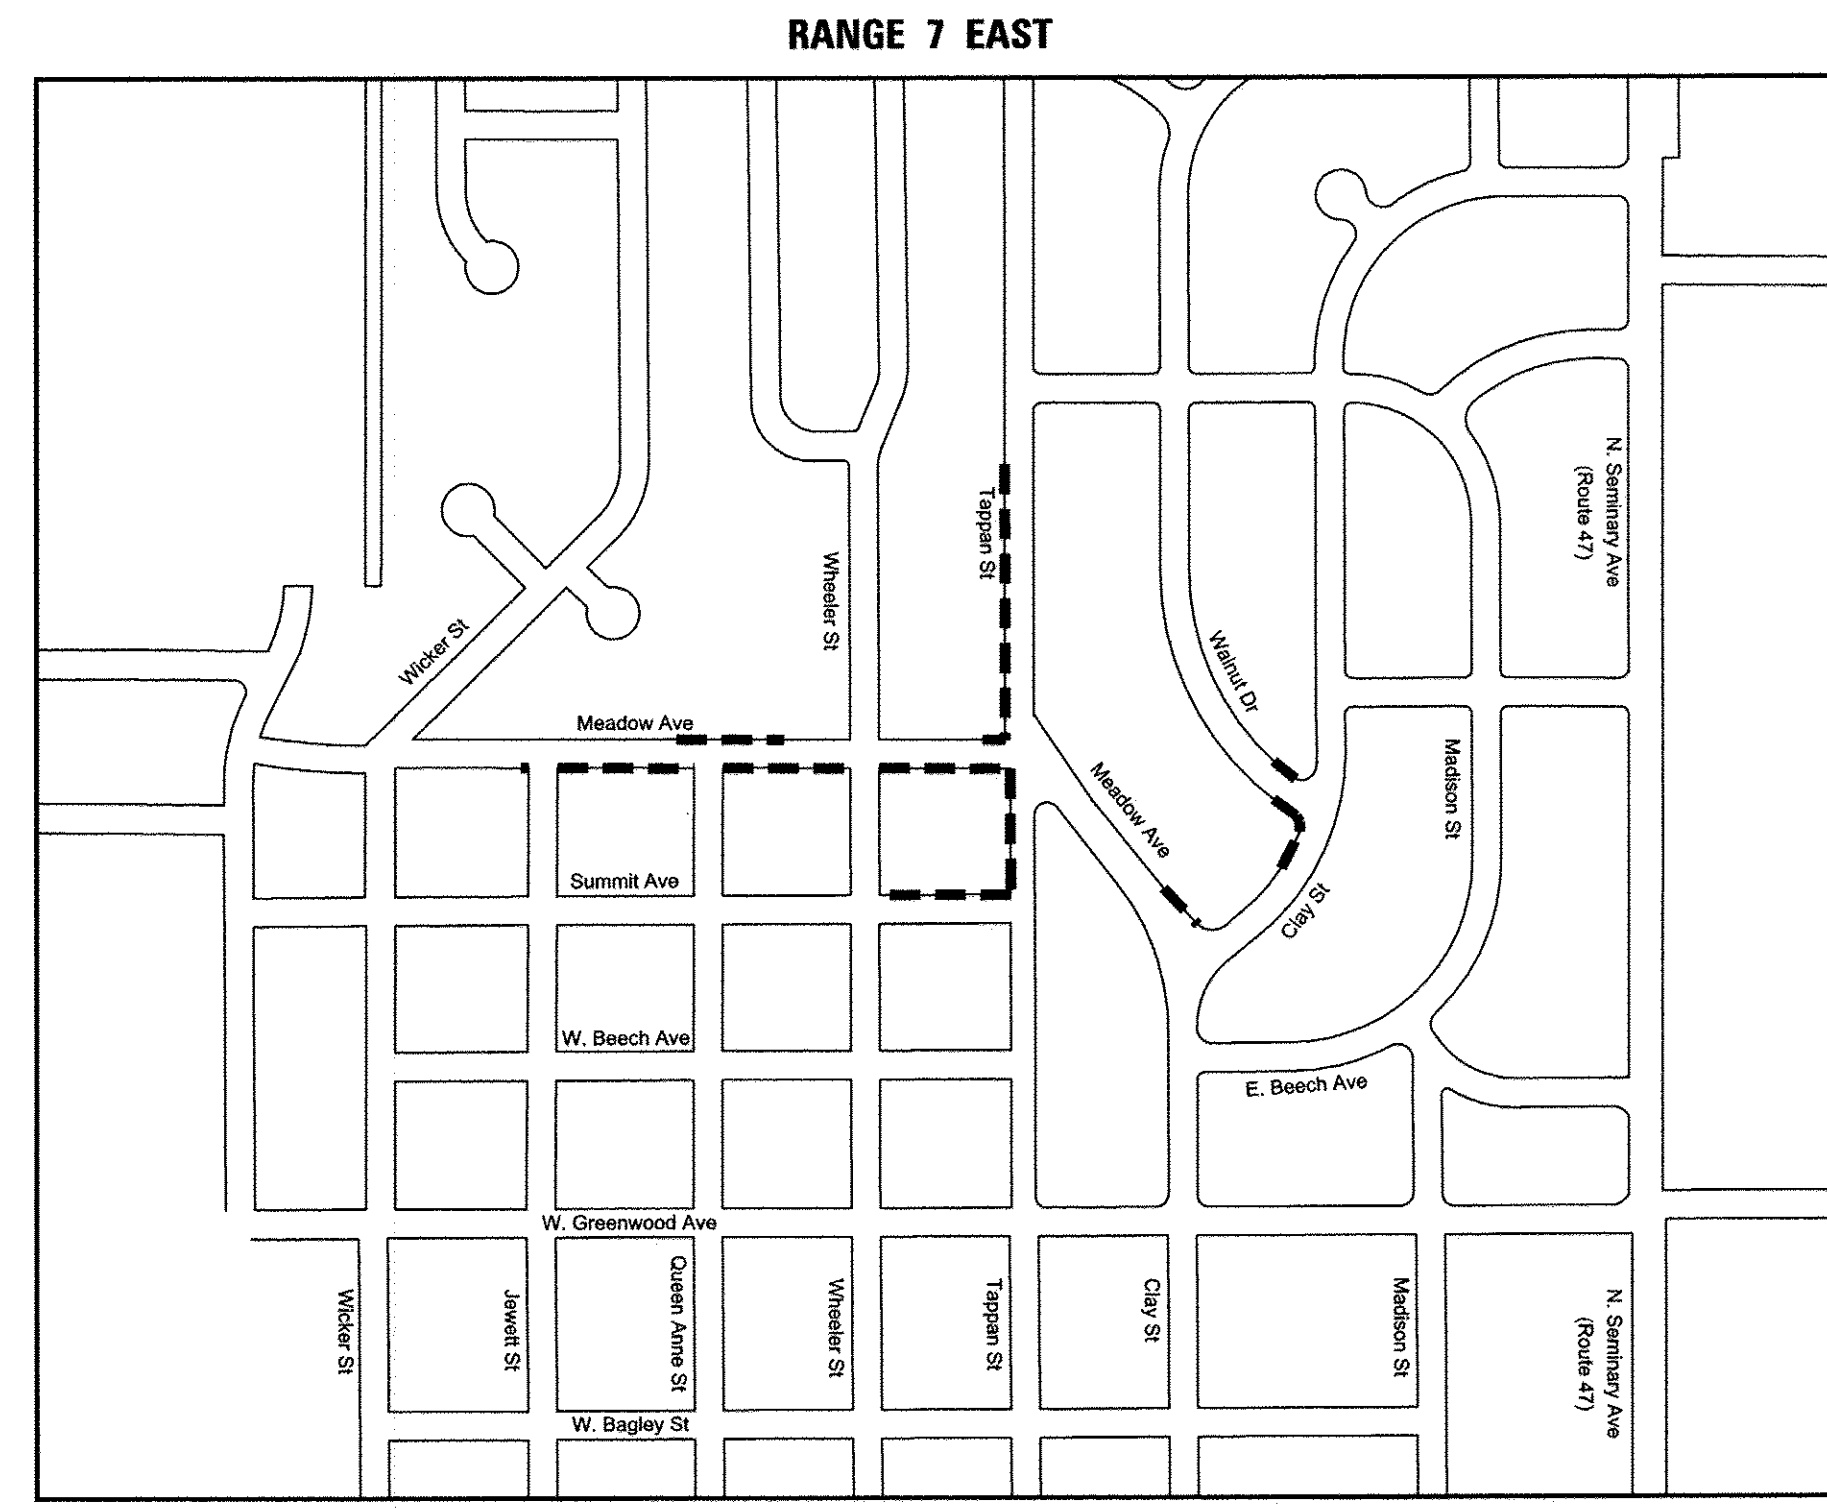 RANGE 7 EAST
N. Seminary Ave
(Route 47)
Tappan St
Wheeler St
Wicker St
Walnut Dr
Meadow Ave
Meadow Ave
Madison St
Summit Ave
Clay St
W. Beech Ave
E. Beech Ave
W. Greenwood Ave
Wicker St
Jewett St
Queen Anne St
Wheeler St
Tappan St
Clay St
Madison St
N. Seminary Ave
(Route 47)
W. Bagley St